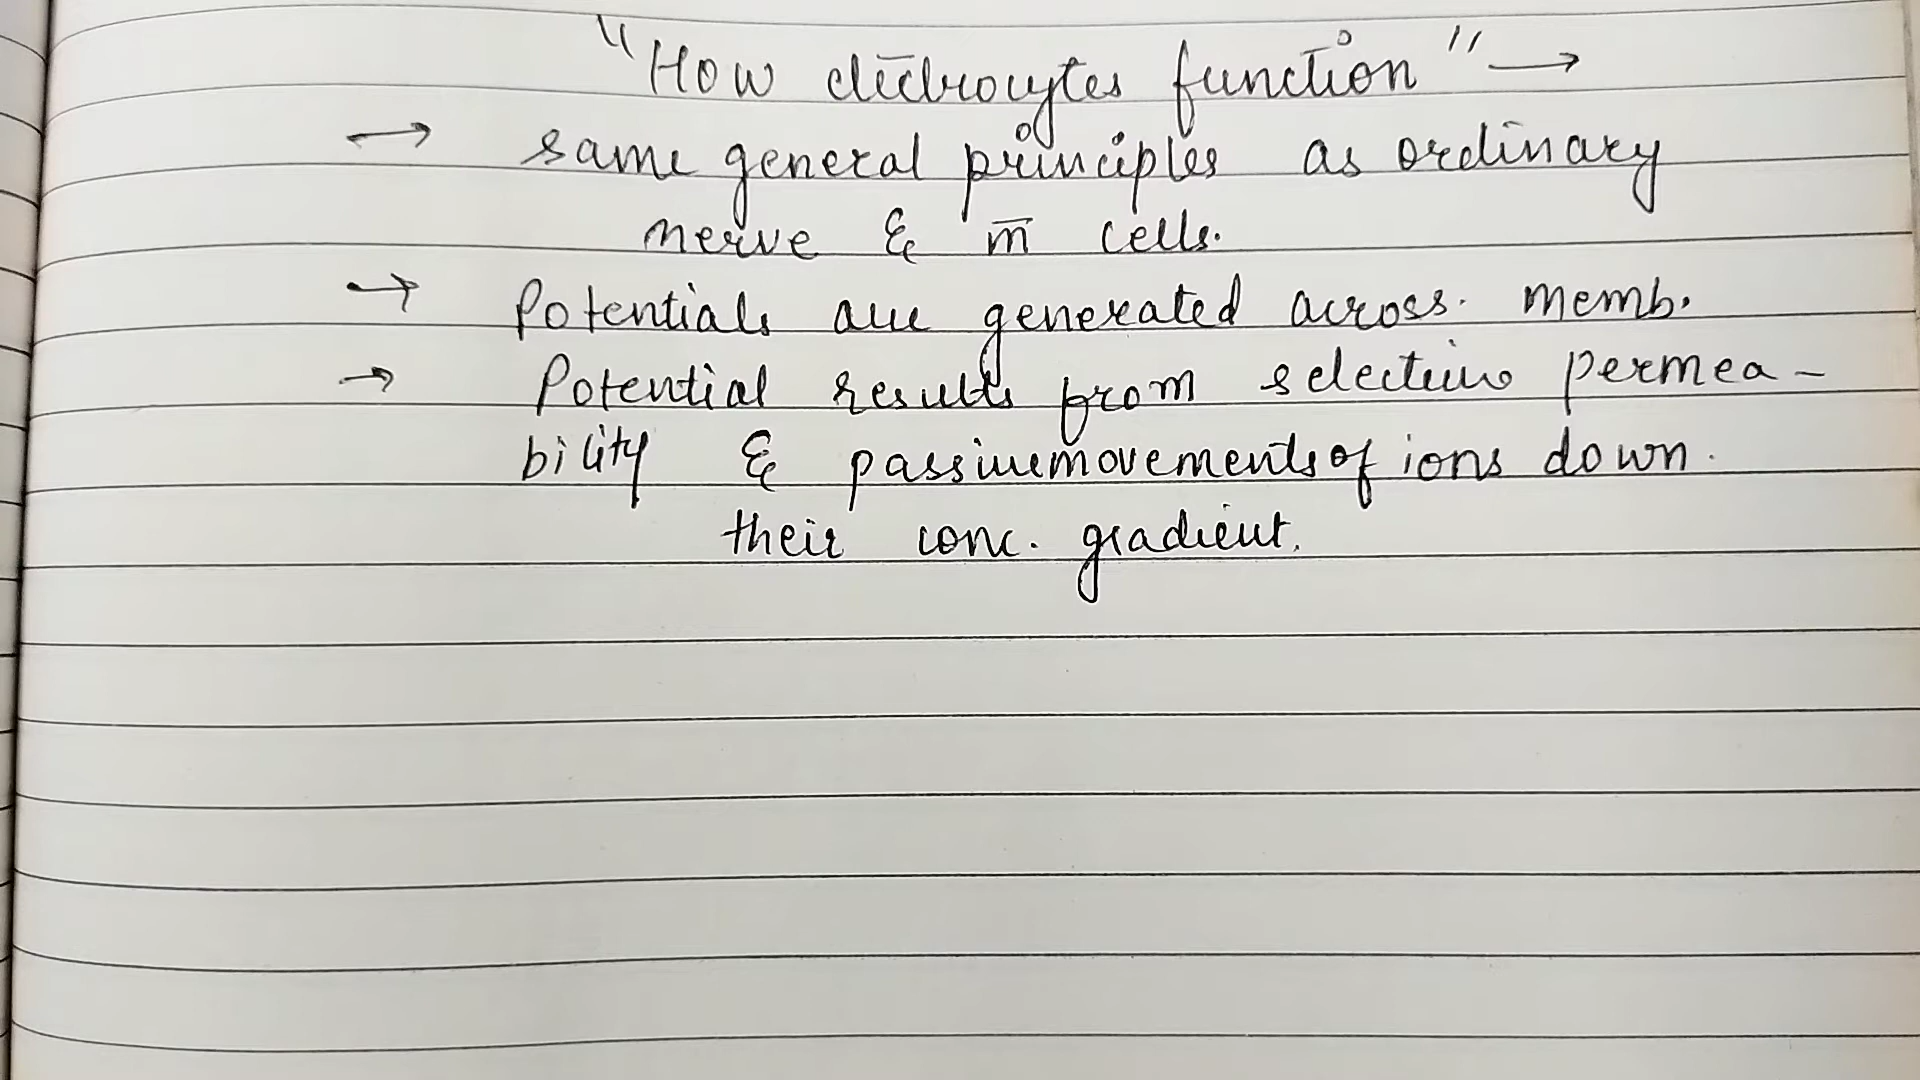 "How electrocytes function" →
→ same general principles as ordinary
nerve & m̅ cells.
→ Potentials are generated across. memb.
→ Potential results from selective permea-
bility & passive movements of ions down.
their conc. gradient.